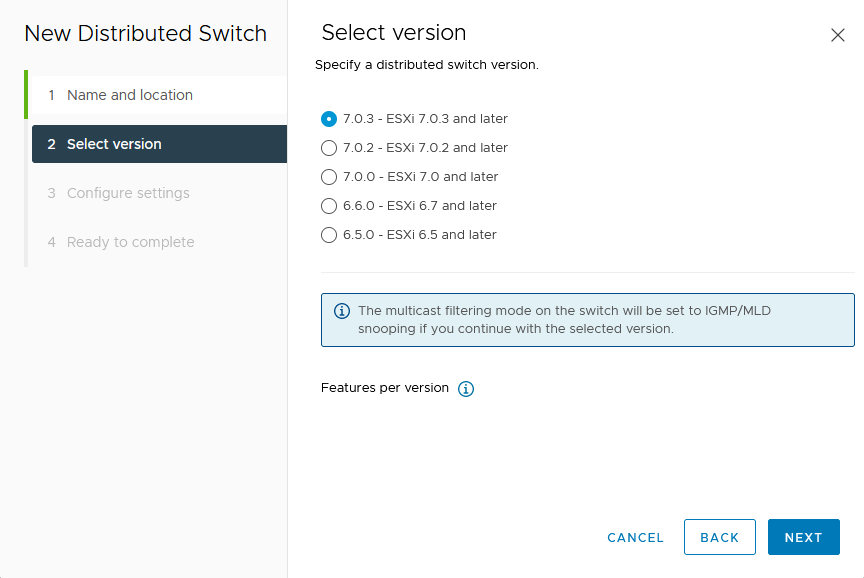 New Distributed Switch
1 Name and location
2 Select version
3 Configure settings
4 Ready to complete
Select version
Specify a distributed switch version.
7.0.3 - ESXi 7.0.3 and later
7.0.2 - ESXi 7.0.2 and later
7.0.0 - ESXi 7.0 and later
6.6.0 - ESXi 6.7 and later
6.5.0 - ESXi 6.5 and later
The multicast filtering mode on the switch will be set to IGMP/MLD
snooping if you continue with the selected version.
Features per version
CANCEL BACK NEXT